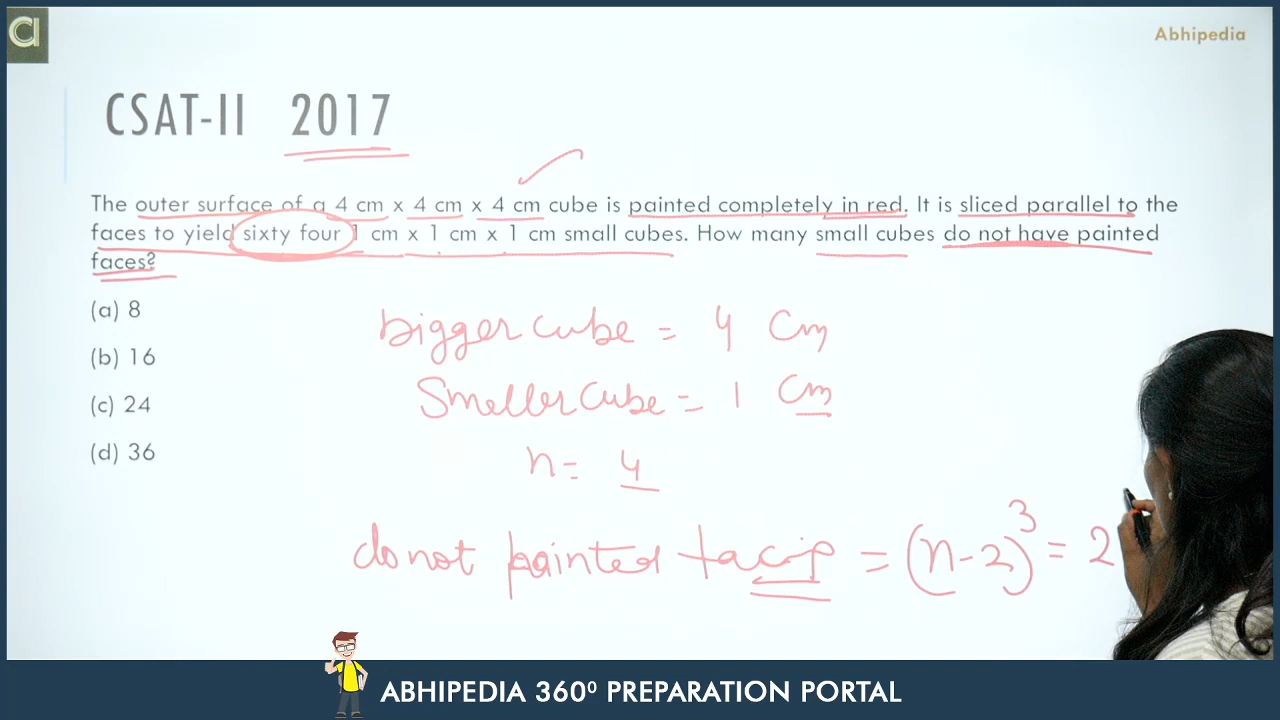 a
Abhipedia
CSAT-II 2017
The outer surface of a 4 cm x 4 cm x 4 cm cube is painted completely in red. It is sliced parallel to the
faces to yield sixty four 1 cm x 1 cm x 1 cm small cubes. How many small cubes do not have painted
faces?
(a) 8
(b) 16
(c) 24
(d) 36
bigger cube = 4 cm
Smaller cube = 1 cm
n = 4
do not painted facip = (n-2)³ = 2
ABHIPEDIA 360⁰ PREPARATION PORTAL